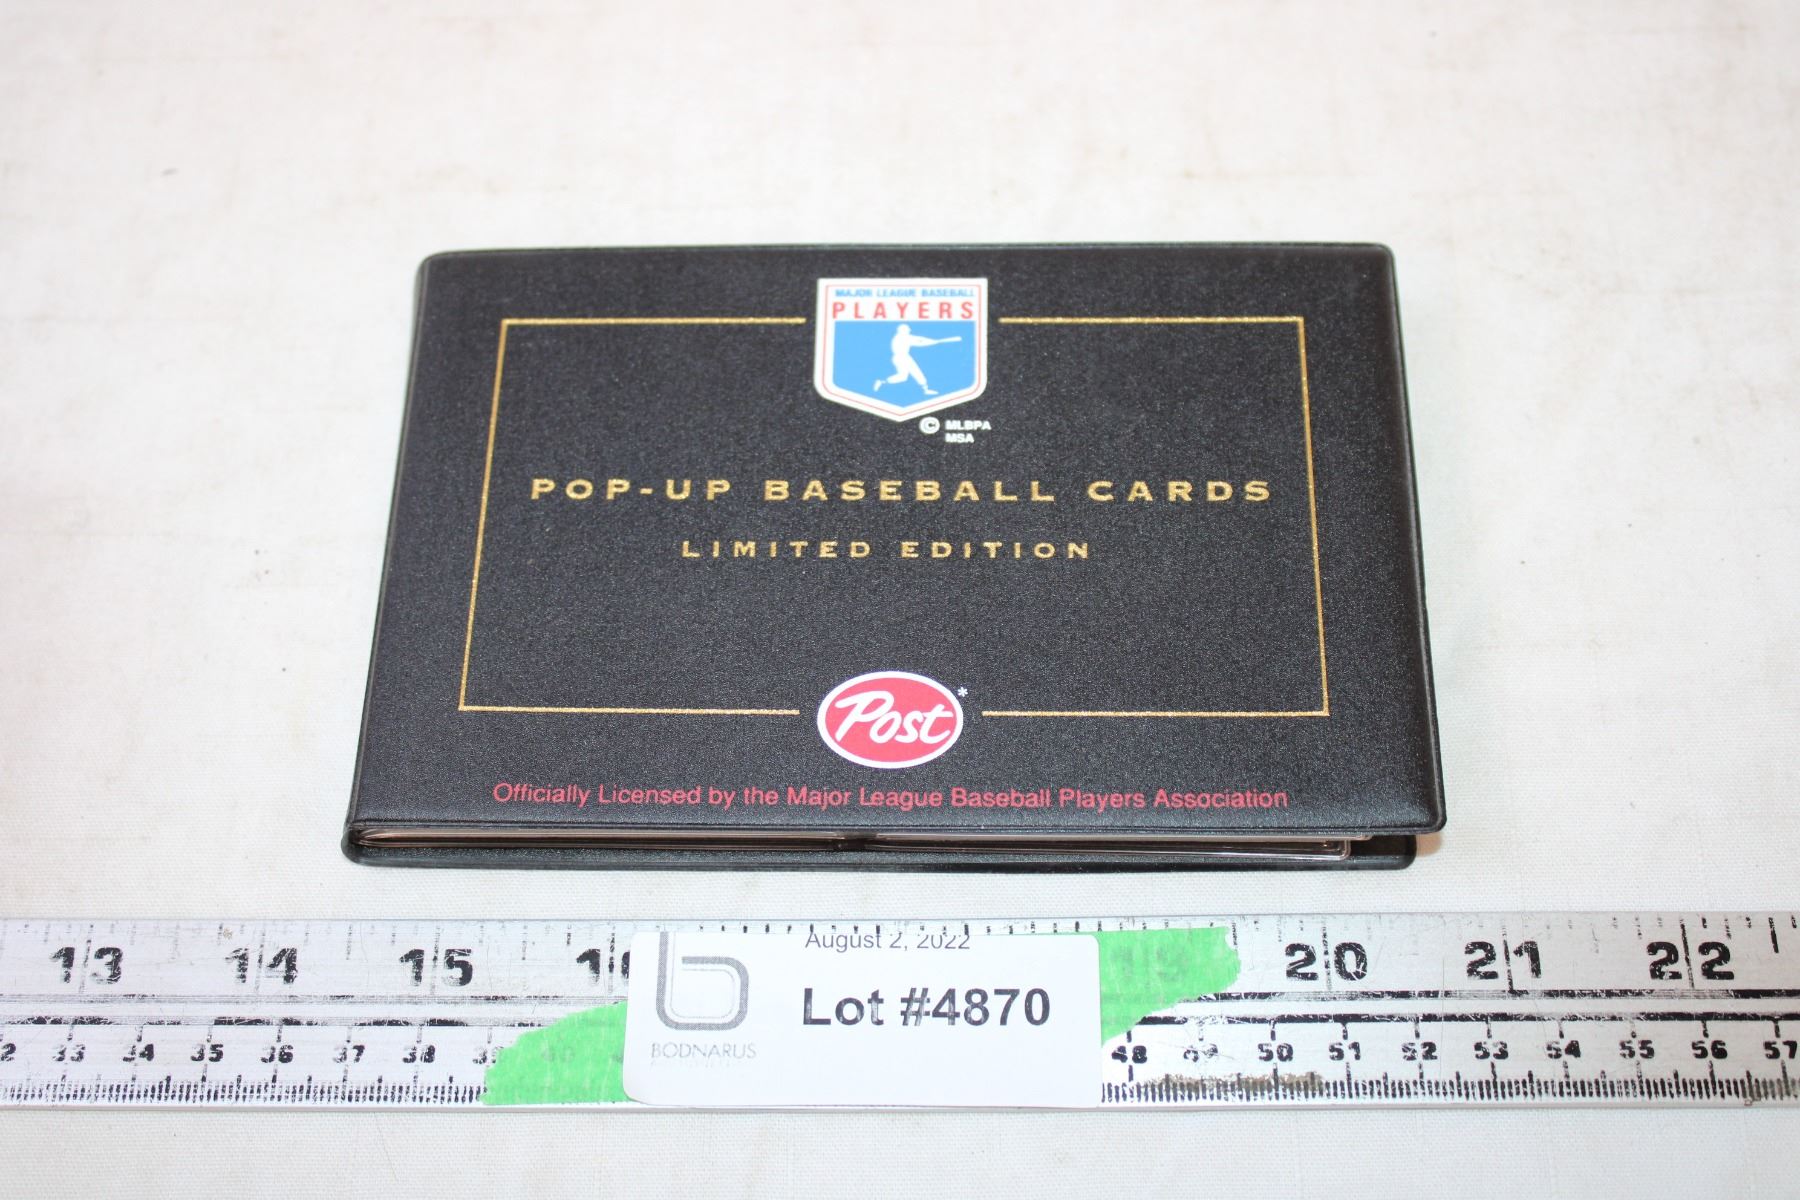 MAJOR LEAGUE BASEBALL
PLAYERS
© MLBPA
MSA
POP-UP BASEBALL CARDS
LIMITED EDITION
Post*
Officially Licensed by the Major League Baseball Players Association
13 14 15 20 21 22
August 2, 2022
Lot #4870
BODNARUS
33 34 35 36 37 38 39 48 49 50 51 52 53 54 55 56 57